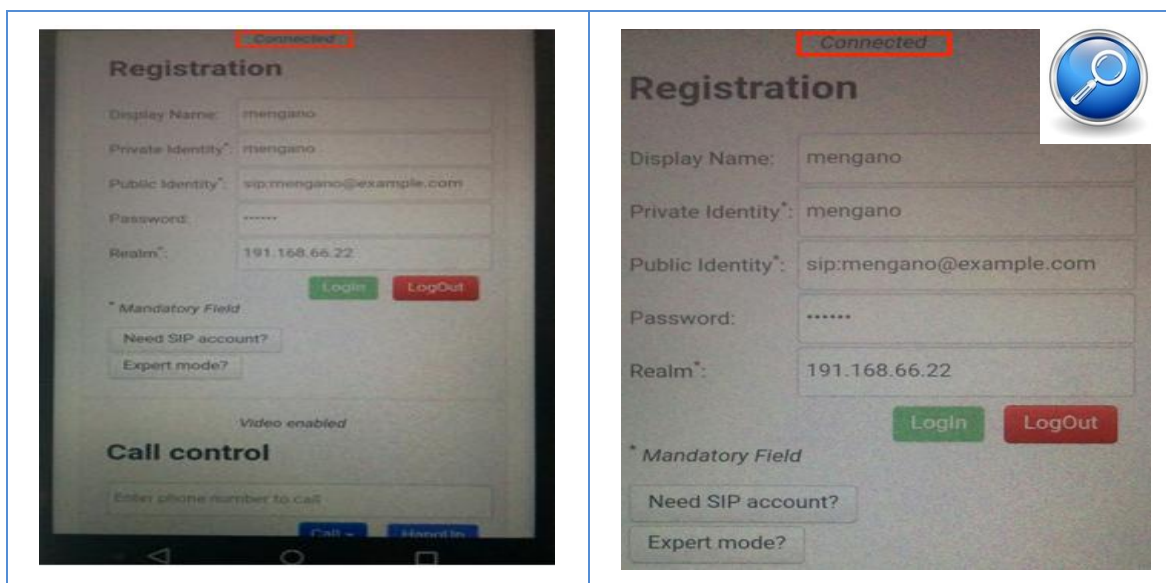 Connected
Registration
Display Name: mengano
Private Identity*: mengano
Public Identity*: sip:mengano@example.com
Password: ······
Realm*: 191.168.66.22
LogIn LogOut
* Mandatory Field
Need SIP account?
Expert mode?
Video enabled
Call control
Enter phone number to call
Call HangUp
Connected
Registration
Display Name: mengano
Private Identity*: mengano
Public Identity*: sip:mengano@example.com
Password: ······
Realm*: 191.168.66.22
LogIn LogOut
* Mandatory Field
Need SIP account?
Expert mode?